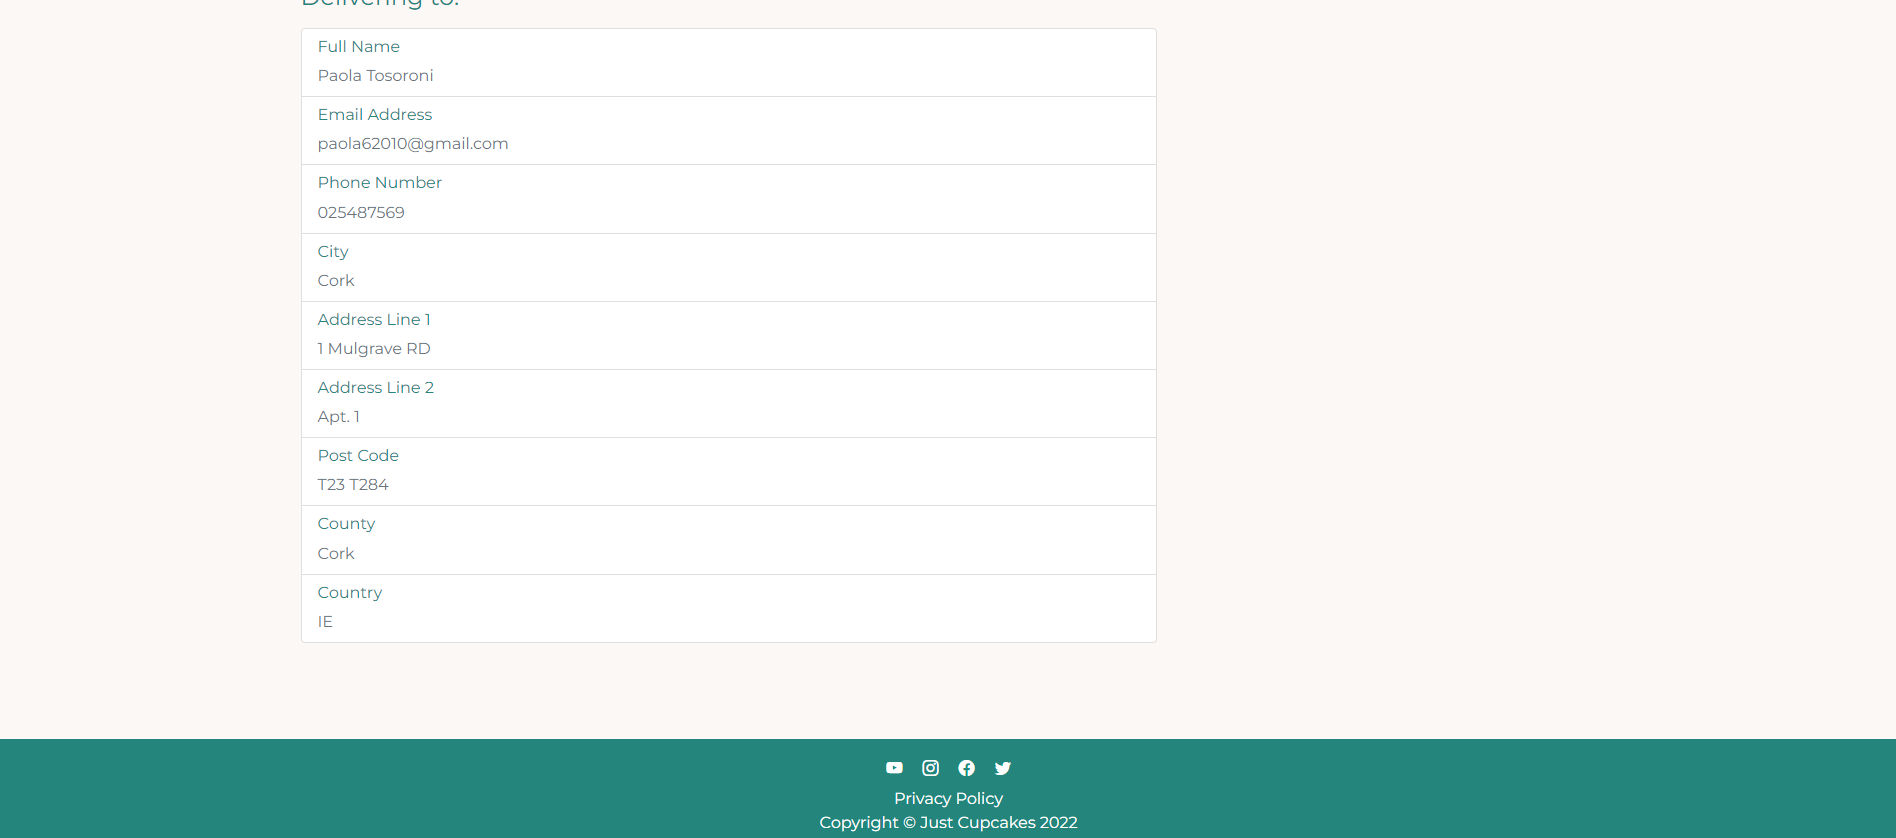 Delivering to:
Full Name
Paola Tosoroni
Email Address
paola62010@gmail.com
Phone Number
025487569
City
Cork
Address Line 1
1 Mulgrave RD
Address Line 2
Apt. 1
Post Code
T23 T284
County
Cork
Country
IE
Privacy Policy
Copyright © Just Cupcakes 2022